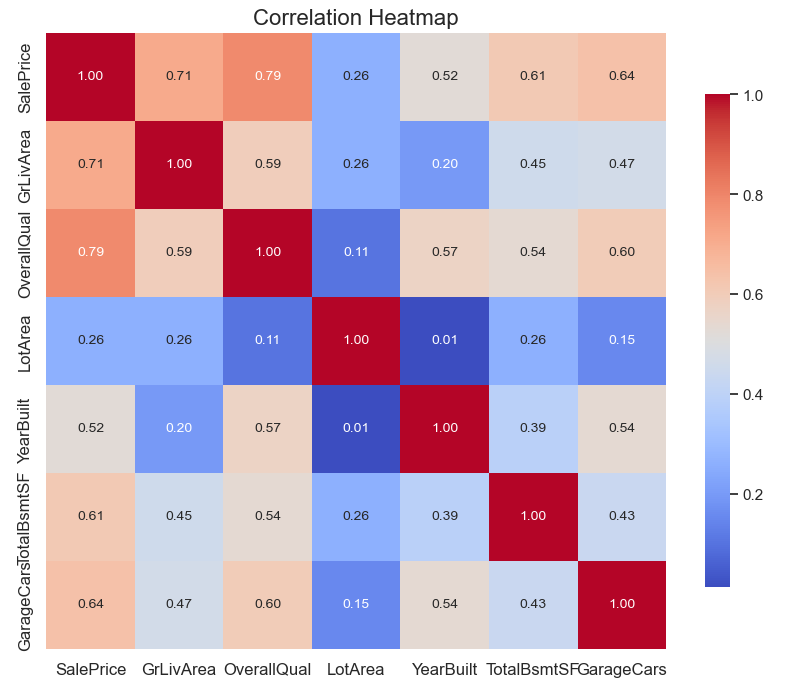 Correlation Heatmap
SalePrice 1.00 0.71 0.79 0.26 0.52 0.61 0.64
GrLivArea 0.71 1.00 0.59 0.26 0.20 0.45 0.47
OverallQual 0.79 0.59 1.00 0.11 0.57 0.54 0.60
LotArea 0.26 0.26 0.11 1.00 0.01 0.26 0.15
YearBuilt 0.52 0.20 0.57 0.01 1.00 0.39 0.54
TotalBsmtSF 0.61 0.45 0.54 0.26 0.39 1.00 0.43
GarageCars 0.64 0.47 0.60 0.15 0.54 0.43 1.00
SalePrice GrLivArea OverallQual LotArea YearBuilt TotalBsmtSF GarageCars
1.0
0.8
0.6
0.4
0.2